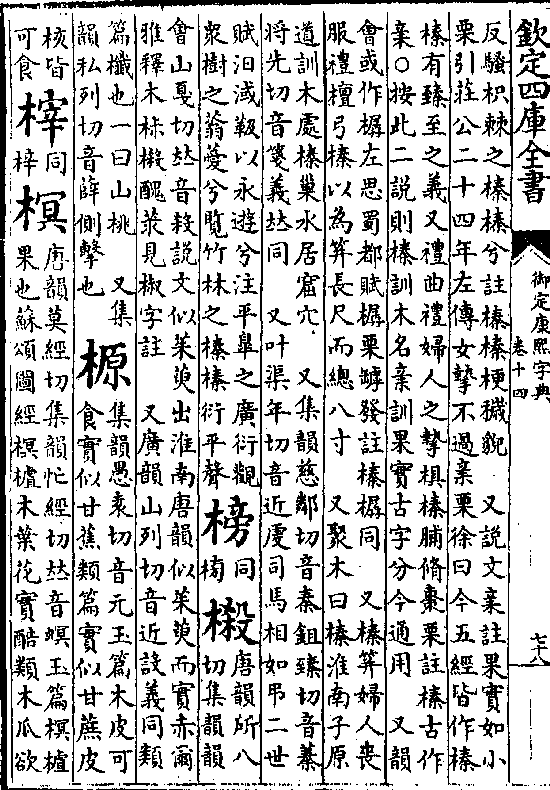 欽定四庫全書
御定康熙字典
卷十四
七十八
反騷枳棘之榛榛兮註榛榛梗穢貌　又說文亲註果實如小
栗引莊公二十四年左傳女摯不過亲栗徐曰今五經皆作榛
榛有臻至之義又禮曲禮婦人之摯椇榛脯脩棗栗註榛古作
亲○按此二說則榛訓木名亲訓果實古字分今通用　又韻
會或作樼左思蜀都賦樼栗罅發註榛樼同　又榛筓婦人喪
服禮檀弓榛以為筓長尺而總八寸　又聚木曰榛淮南子原
道訓木處榛巢水居窟穴　又集韻慈鄰切音秦鉏臻切音蓁
將先切音箋義𠀤同　又叶渠年切音近虔司馬相如弔二世
賦汨淢靸以永逝兮注平臯之廣衍觀
衆樹之蓊薆兮覽竹林之榛榛衍平聲
榜
同
㮄
樧
唐韻所八
切集韻韻
會山戛切𠀤音殺說文似茱萸出淮南唐韻似茱萸而實赤爾
雅釋木椒樧醜莍見椒字註　又廣韻山列切音近設義同類
篇櫼也一曰山桃　又集
韻私列切音薛側擊也
榞
集韻愚袁切音元玉篇木皮可
食實似甘蕉類篇實似甘蔗皮
核皆
可食
榟
同
梓
榠
唐韻莫經切集韻忙經切𠀤音螟玉篇榠樝
果也蘇頌圖經榠樝木葉花實酷類木瓜欲